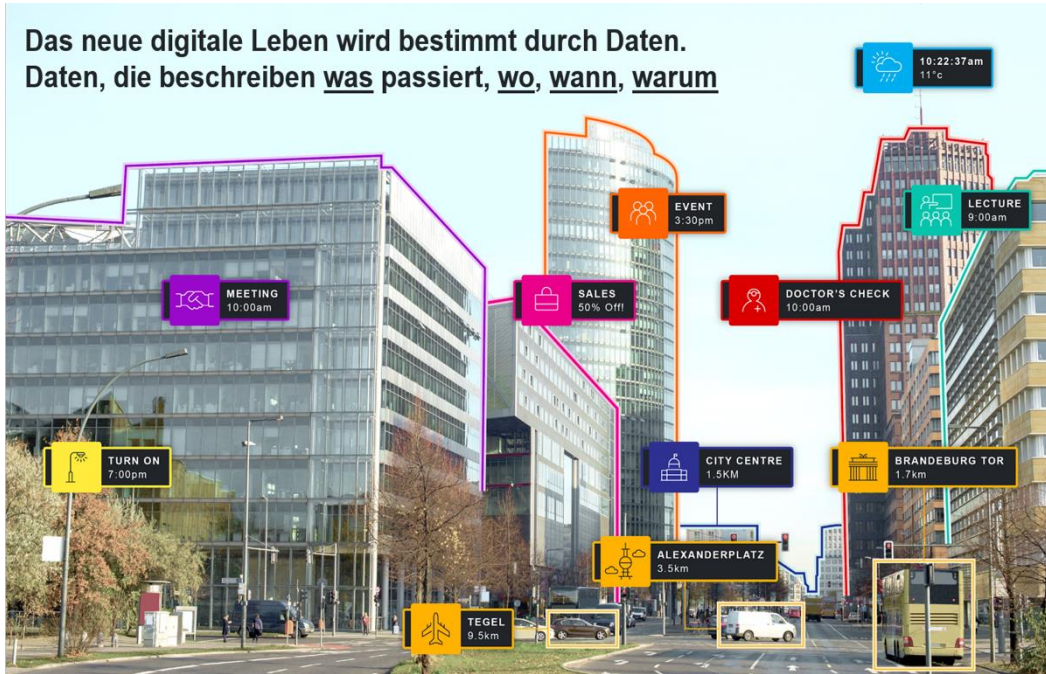 Das neue digitale Leben wird bestimmt durch Daten.
Daten, die beschreiben was passiert, wo, wann, warum
10:22:37am
11°c
EVENT
3:30pm
LECTURE
9:00am
MEETING
10:00am
SALES
50% Off!
DOCTOR'S CHECK
10:00am
TURN ON
7:00pm
CITY CENTRE
1.5KM
BRANDEBURG TOR
1.7km
ALEXANDERPLATZ
3.5km
TEGEL
9.5km